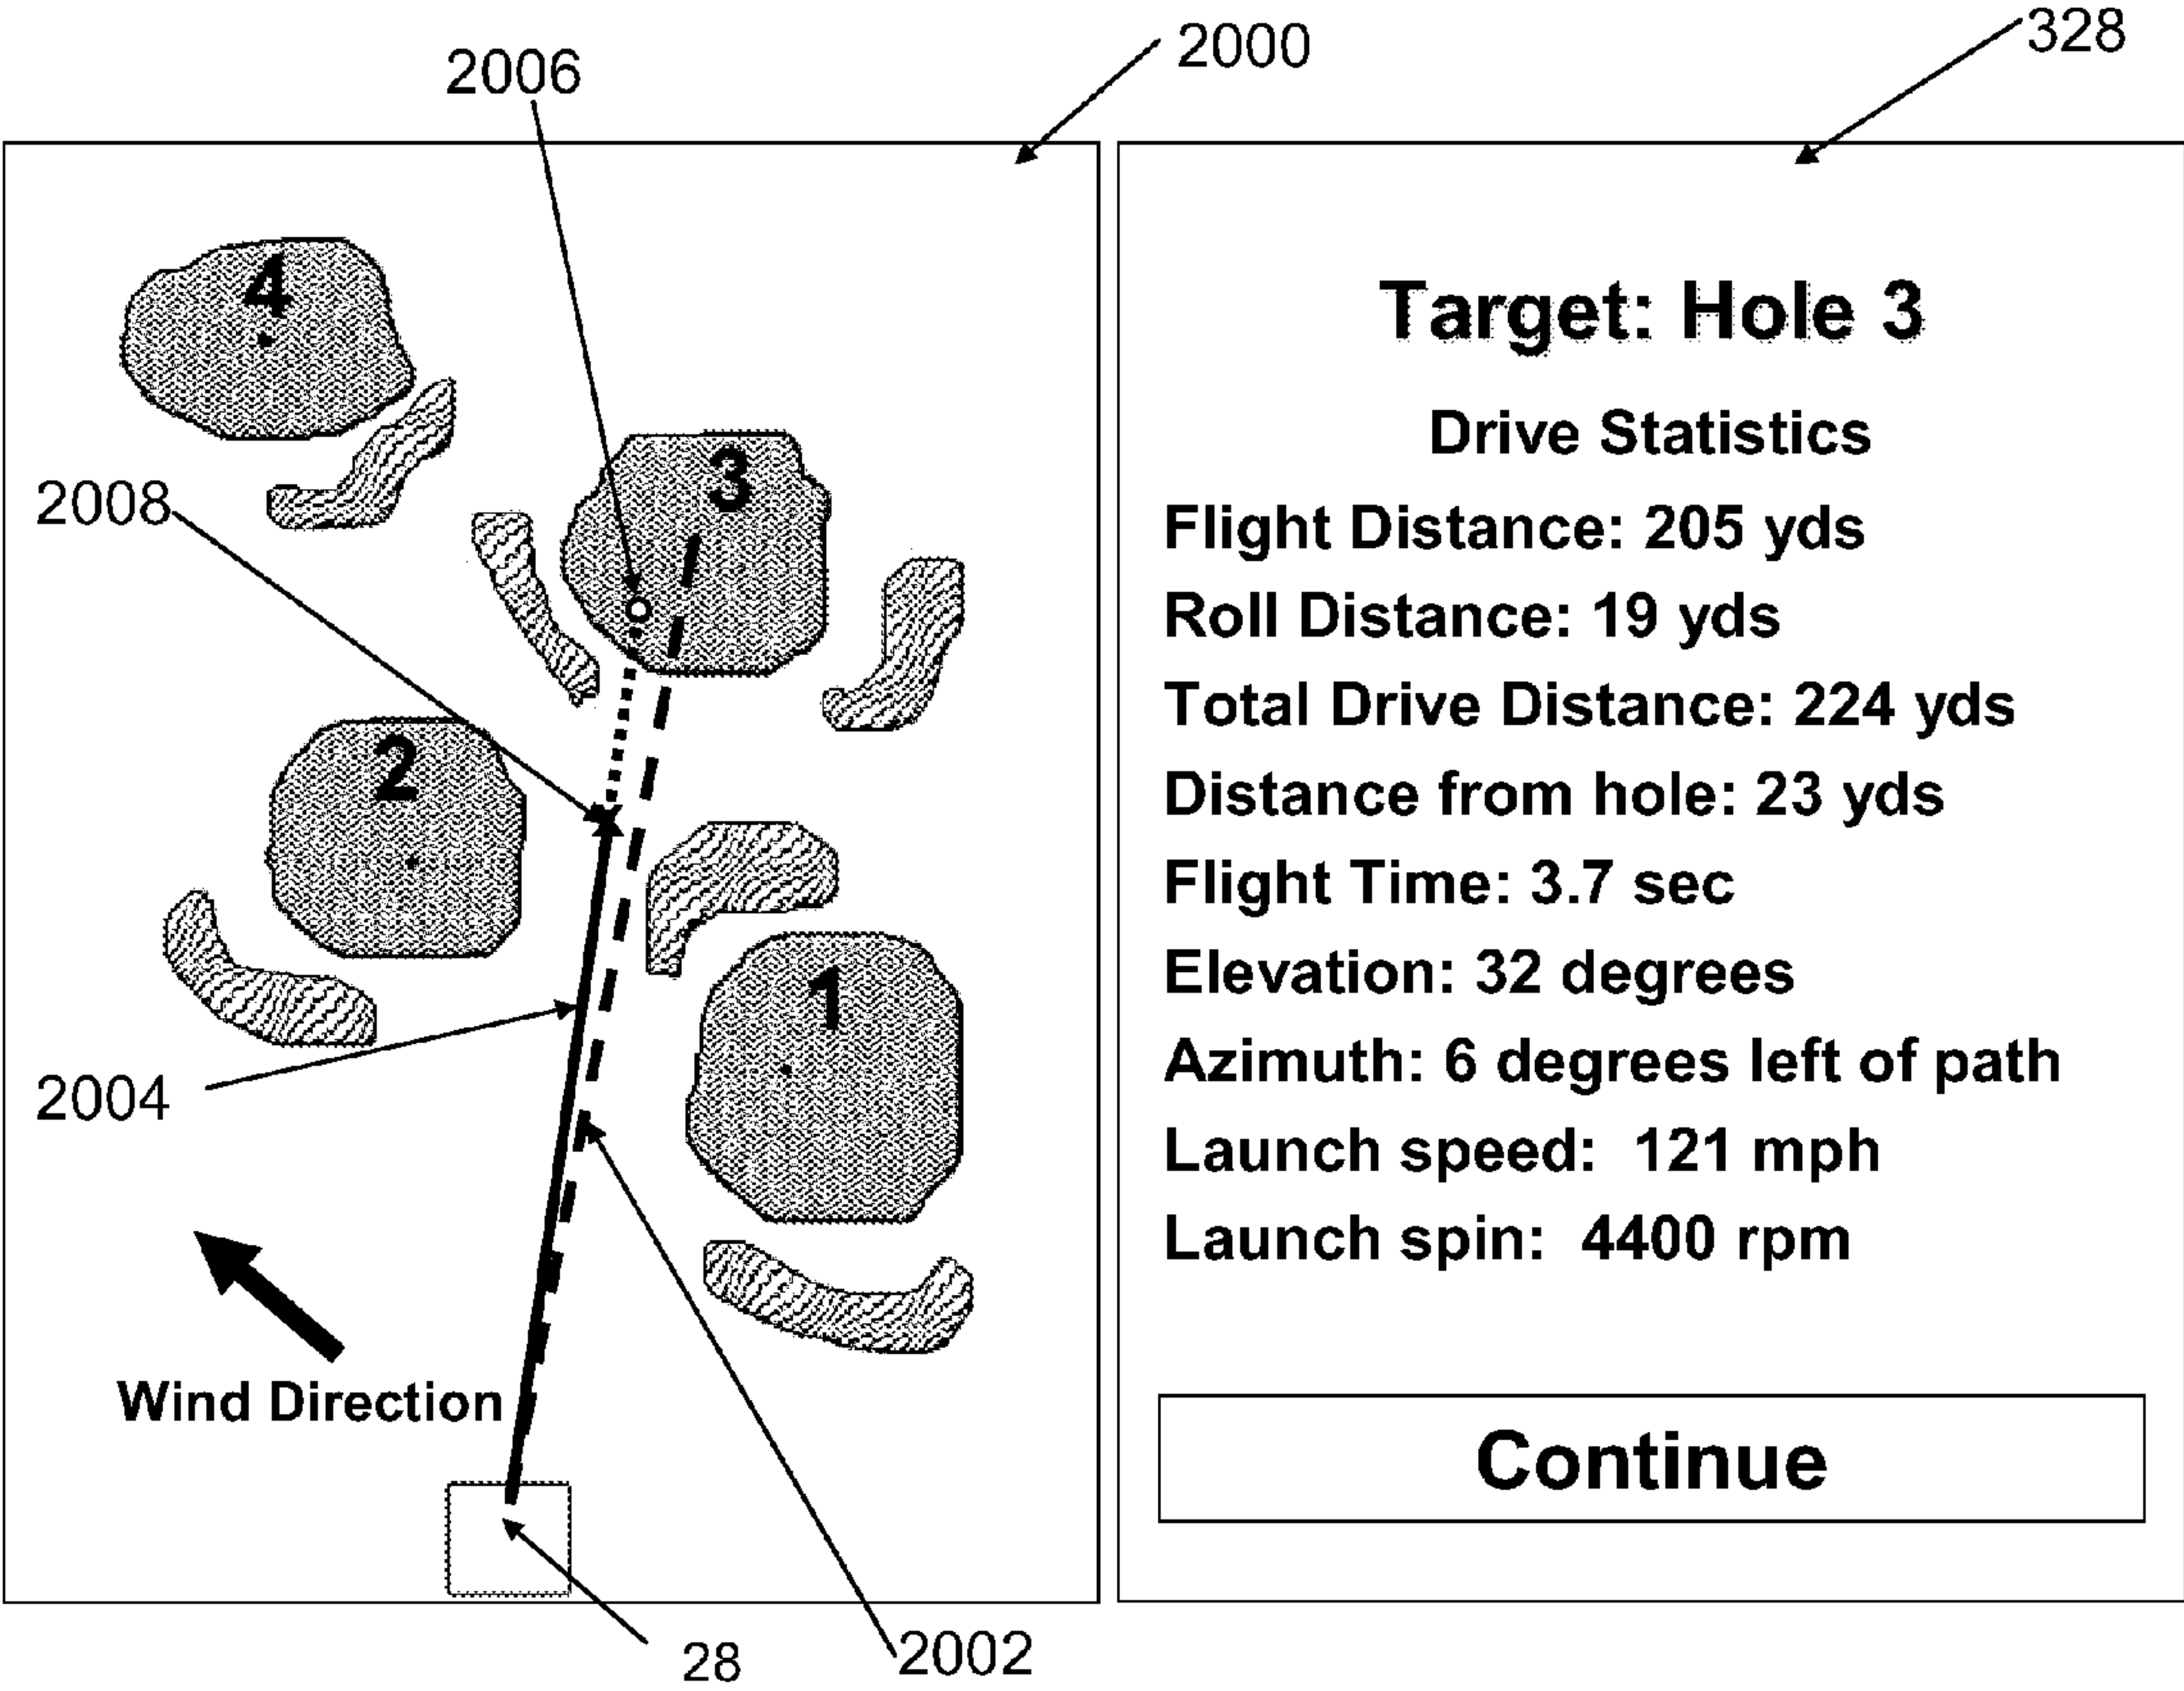 2006
2000
328
4
3
2008
2
1
2004
Wind Direction
28
2002
Target: Hole 3
Drive Statistics
Flight Distance: 205 yds
Roll Distance: 19 yds
Total Drive Distance: 224 yds
Distance from hole: 23 yds
Flight Time: 3.7 sec
Elevation: 32 degrees
Azimuth: 6 degrees left of path
Launch speed: 121 mph
Launch spin: 4400 rpm
Continue